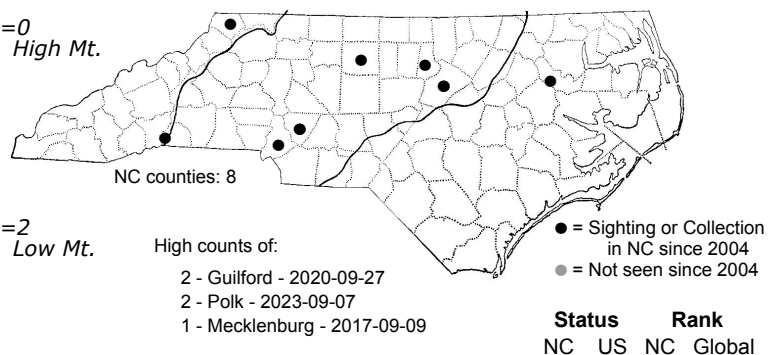 =0
High Mt.
NC counties: 8
=2
Low Mt.
High counts of:
2 - Guilford - 2020-09-27
2 - Polk - 2023-09-07
1 - Mecklenburg - 2017-09-09
● = Sighting or Collection
in NC since 2004
● = Not seen since 2004
Status Rank
NC US NC Global